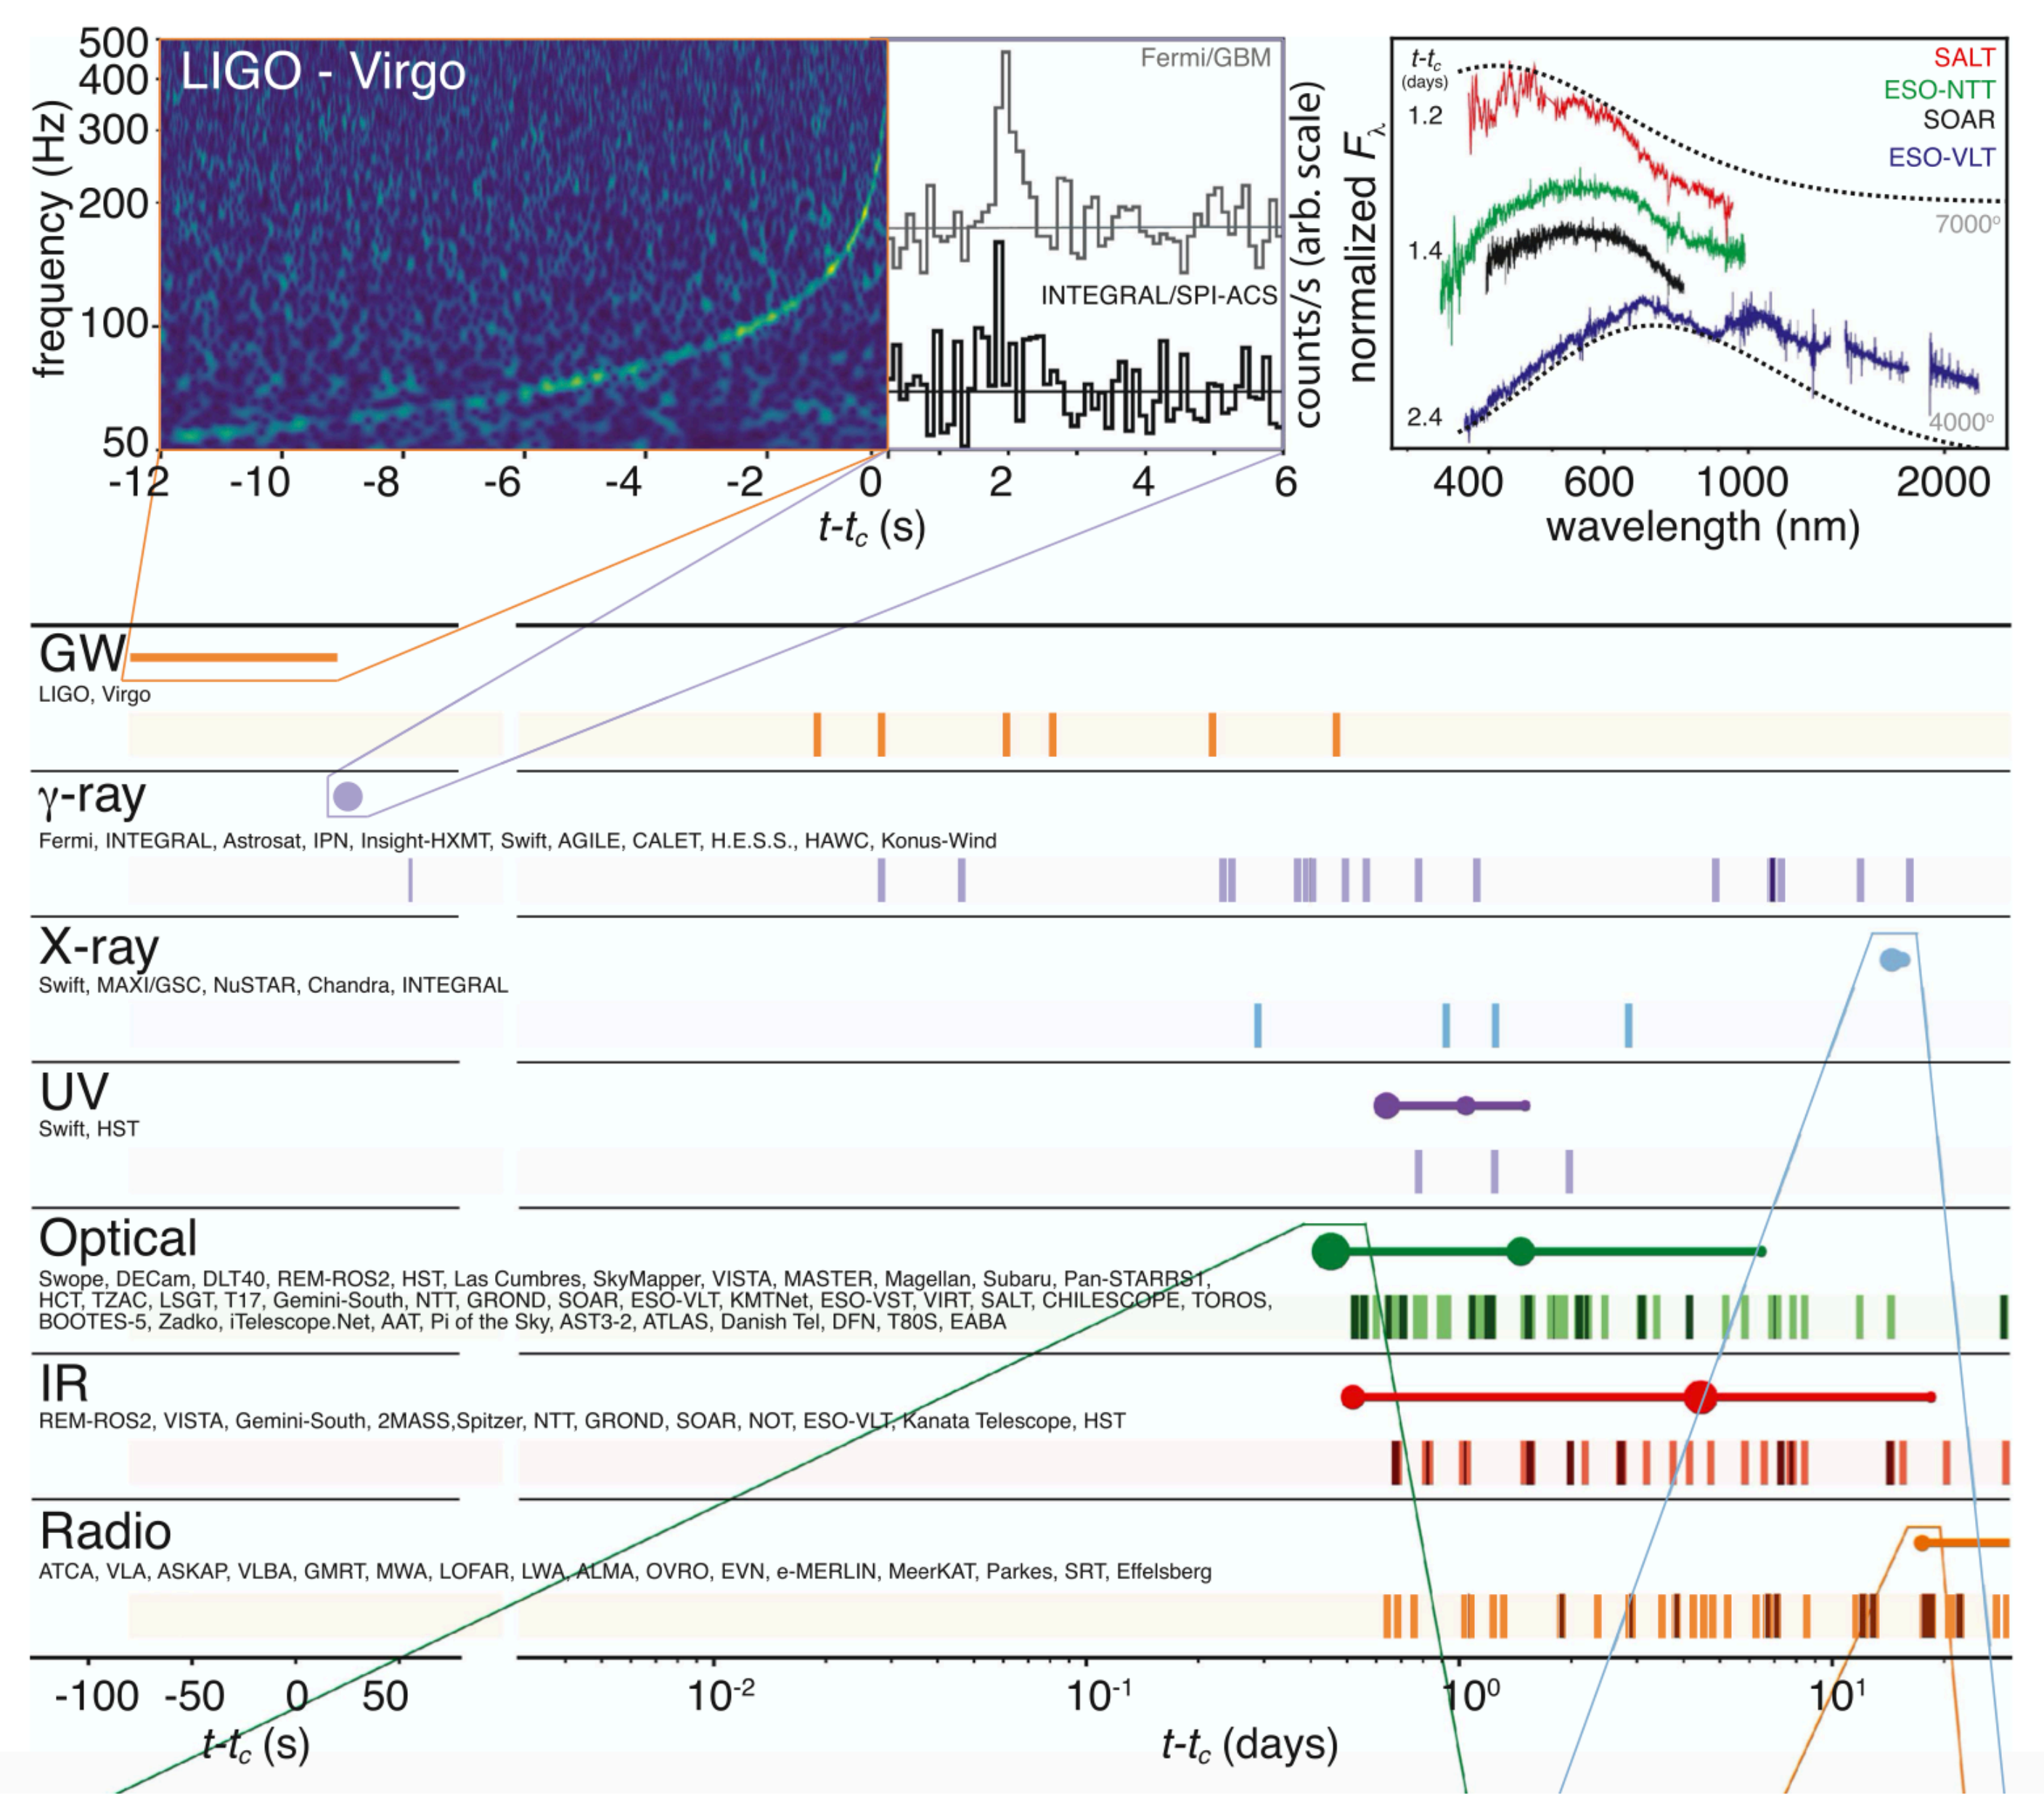 LIGO - Virgo
frequency (Hz)
500
400
300
200
100
50
-12 -10 -8 -6 -4 -2 0 2 4 6
t-tc (s)
Fermi/GBM
INTEGRAL/SPI-ACS
counts/s (arb. scale)
normalized Fλ
t-tc
(days)
1.2
1.4
2.4
SALT
ESO-NTT
SOAR
ESO-VLT
7000°
4000°
400 600 1000 2000
wavelength (nm)
GW
LIGO, Virgo
γ-ray
Fermi, INTEGRAL, Astrosat, IPN, Insight-HXMT, Swift, AGILE, CALET, H.E.S.S., HAWC, Konus-Wind
X-ray
Swift, MAXI/GSC, NuSTAR, Chandra, INTEGRAL
UV
Swift, HST
Optical
Swope, DECam, DLT40, REM-ROS2, HST, Las Cumbres, SkyMapper, VISTA, MASTER, Magellan, Subaru, Pan-STARRS1,
HCT, TZAC, LSGT, T17, Gemini-South, NTT, GROND, SOAR, ESO-VLT, KMTNet, ESO-VST, VIRT, SALT, CHILESCOPE, TOROS,
BOOTES-5, Zadko, iTelescope.Net, AAT, Pi of the Sky, AST3-2, ATLAS, Danish Tel, DFN, T80S, EABA
IR
REM-ROS2, VISTA, Gemini-South, 2MASS,Spitzer, NTT, GROND, SOAR, NOT, ESO-VLT, Kanata Telescope, HST
Radio
ATCA, VLA, ASKAP, VLBA, GMRT, MWA, LOFAR, LWA, ALMA, OVRO, EVN, e-MERLIN, MeerKAT, Parkes, SRT, Effelsberg
-100 -50 0 50 10-2 10-1 100 101
t-tc (s) t-tc (days)